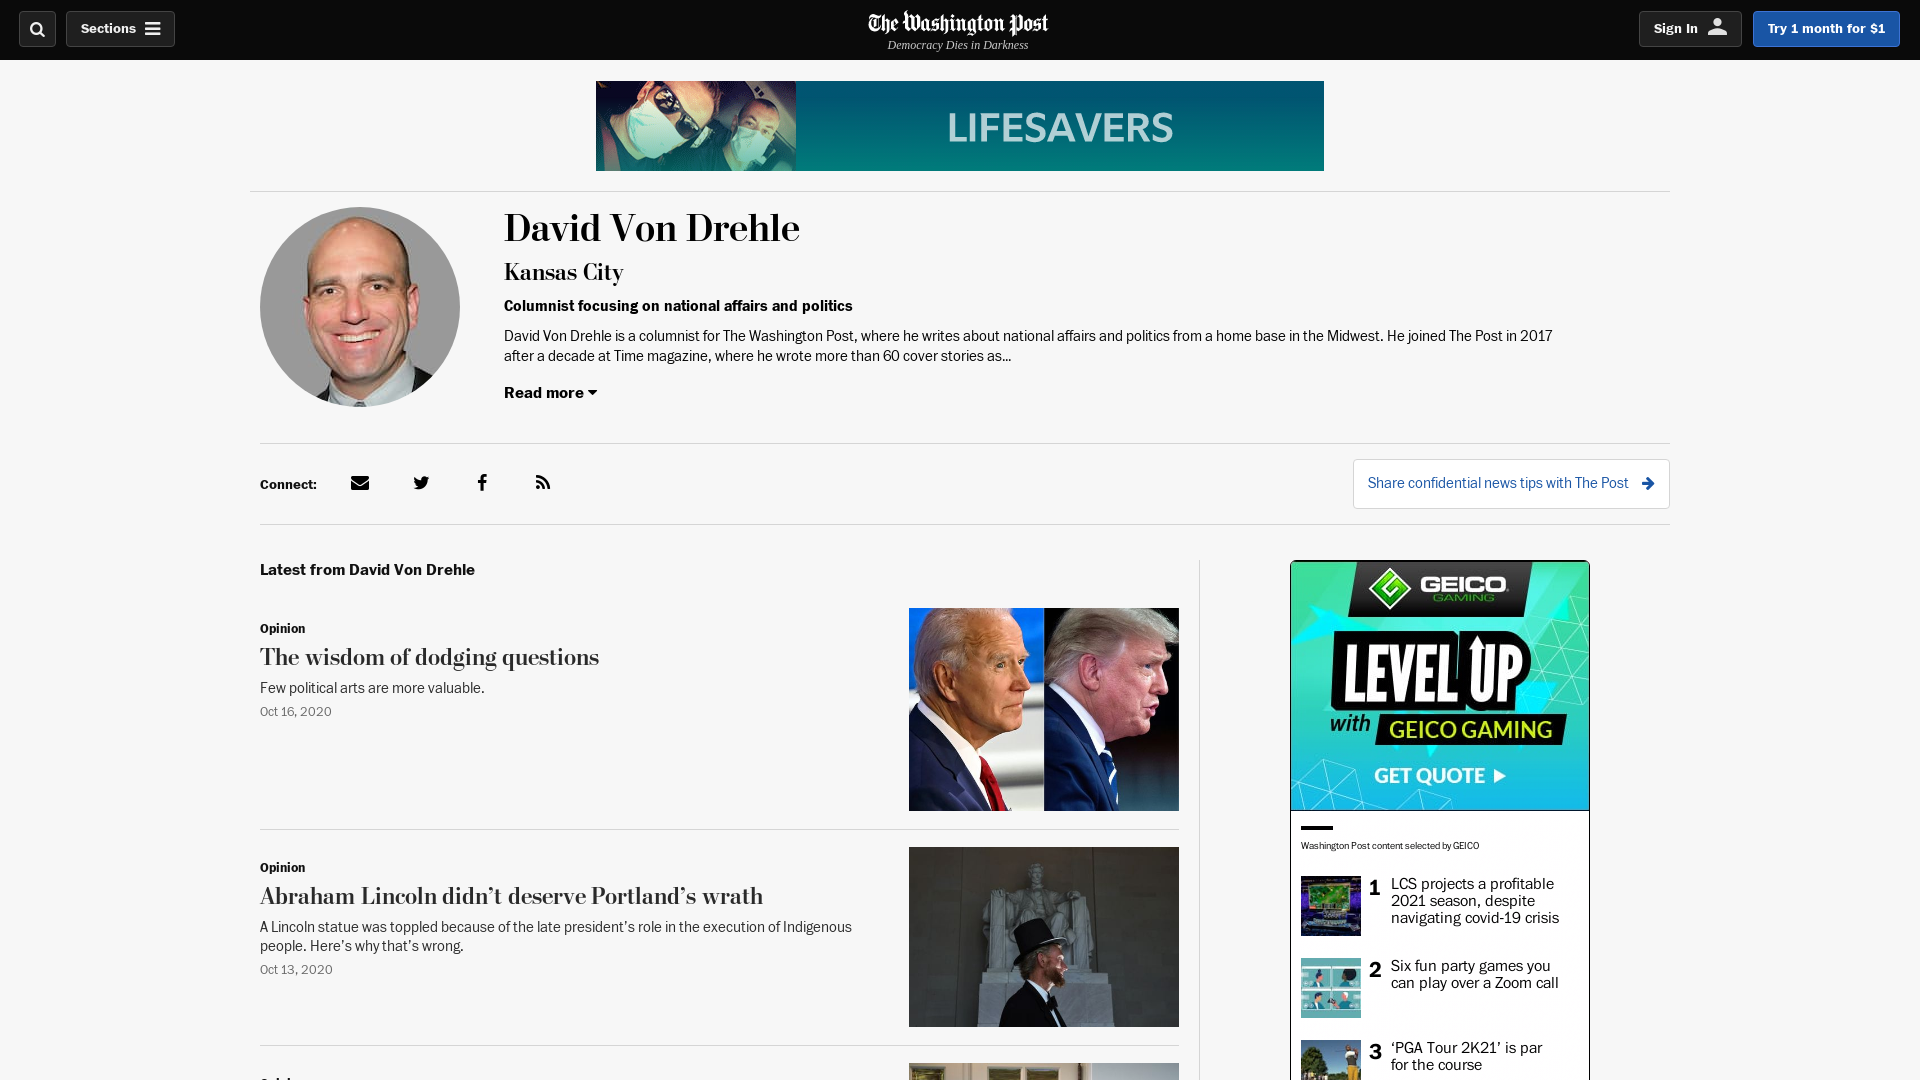 Sections
The Washington Post
Democracy Dies in Darkness
Sign In
Try 1 month for $1
LIFESAVERS
David Von Drehle
Kansas City
Columnist focusing on national affairs and politics
David Von Drehle is a columnist for The Washington Post, where he writes about national affairs and politics from a home base in the Midwest. He joined The Post in 2017
after a decade at Time magazine, where he wrote more than 60 cover stories as...
Read more
Connect:
Share confidential news tips with The Post
Latest from David Von Drehle
Opinion
The wisdom of dodging questions
Few political arts are more valuable.
Oct 16, 2020
Opinion
Abraham Lincoln didn’t deserve Portland’s wrath
A Lincoln statue was toppled because of the late president’s role in the execution of Indigenous
people. Here’s why that’s wrong.
Oct 13, 2020
GEICO
GAMING
LEVEL UP
with GEICO GAMING
GET QUOTE
Washington Post content selected by GEICO
1 LCS projects a profitable
2021 season, despite
navigating covid-19 crisis
2 Six fun party games you
can play over a Zoom call
3 ‘PGA Tour 2K21’ is par
for the course